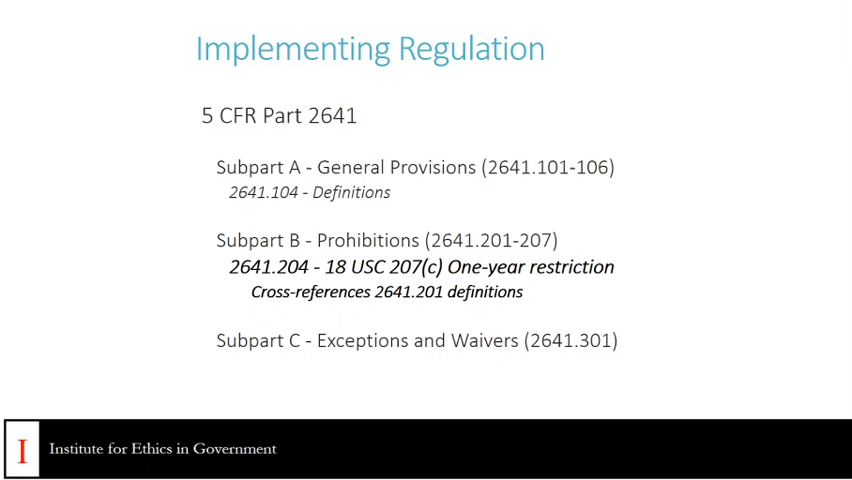 Implementing Regulation
5 CFR Part 2641
Subpart A - General Provisions (2641.101-106)
2641.104 - Definitions
Subpart B - Prohibitions (2641.201-207)
2641.204 - 18 USC 207(c) One-year restriction
Cross-references 2641.201 definitions
Subpart C - Exceptions and Waivers (2641.301)
I Institute for Ethics in Government